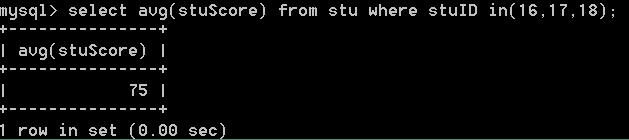 mysql> select avg(stuScore) from stu where stuID in(16,17,18);
+---------------+
| avg(stuScore) |
+---------------+
|            75 |
+---------------+
1 row in set (0.00 sec)